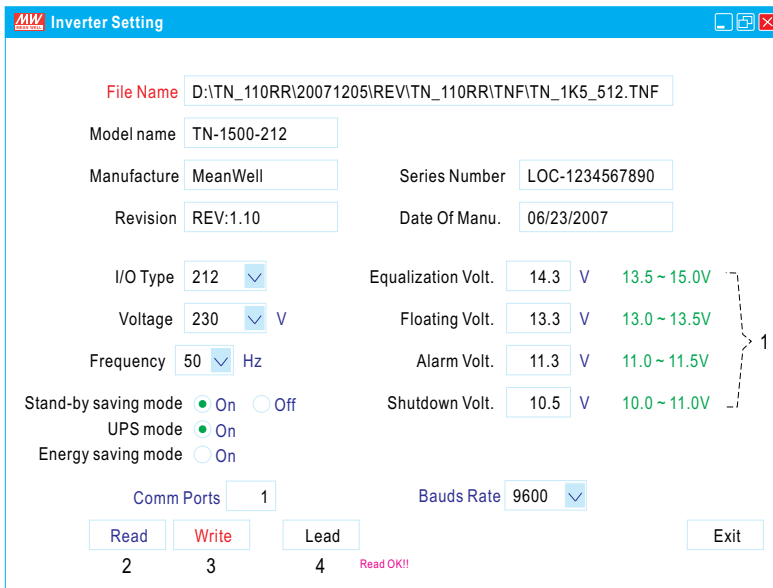 MW MEAN WELL Inverter Setting
File Name D:\TN_110RR\20071205\REV\TN_110RR\TNF\TN_1K5_512.TNF
Model name TN-1500-212
Manufacture MeanWell Series Number LOC-1234567890
Revision REV:1.10 Date Of Manu. 06/23/2007
I/O Type 212 Equalization Volt. 14.3 V 13.5 ~ 15.0V
Voltage 230 V Floating Volt. 13.3 V 13.0 ~ 13.5V
1
Frequency 50 Hz Alarm Volt. 11.3 V 11.0 ~ 11.5V
Stand-by saving mode On Off Shutdown Volt. 10.5 V 10.0 ~ 11.0V
UPS mode On
Energy saving mode On
Comm Ports 1 Bauds Rate 9600
Read Write Lead Exit
2 3 4 Read OK!!